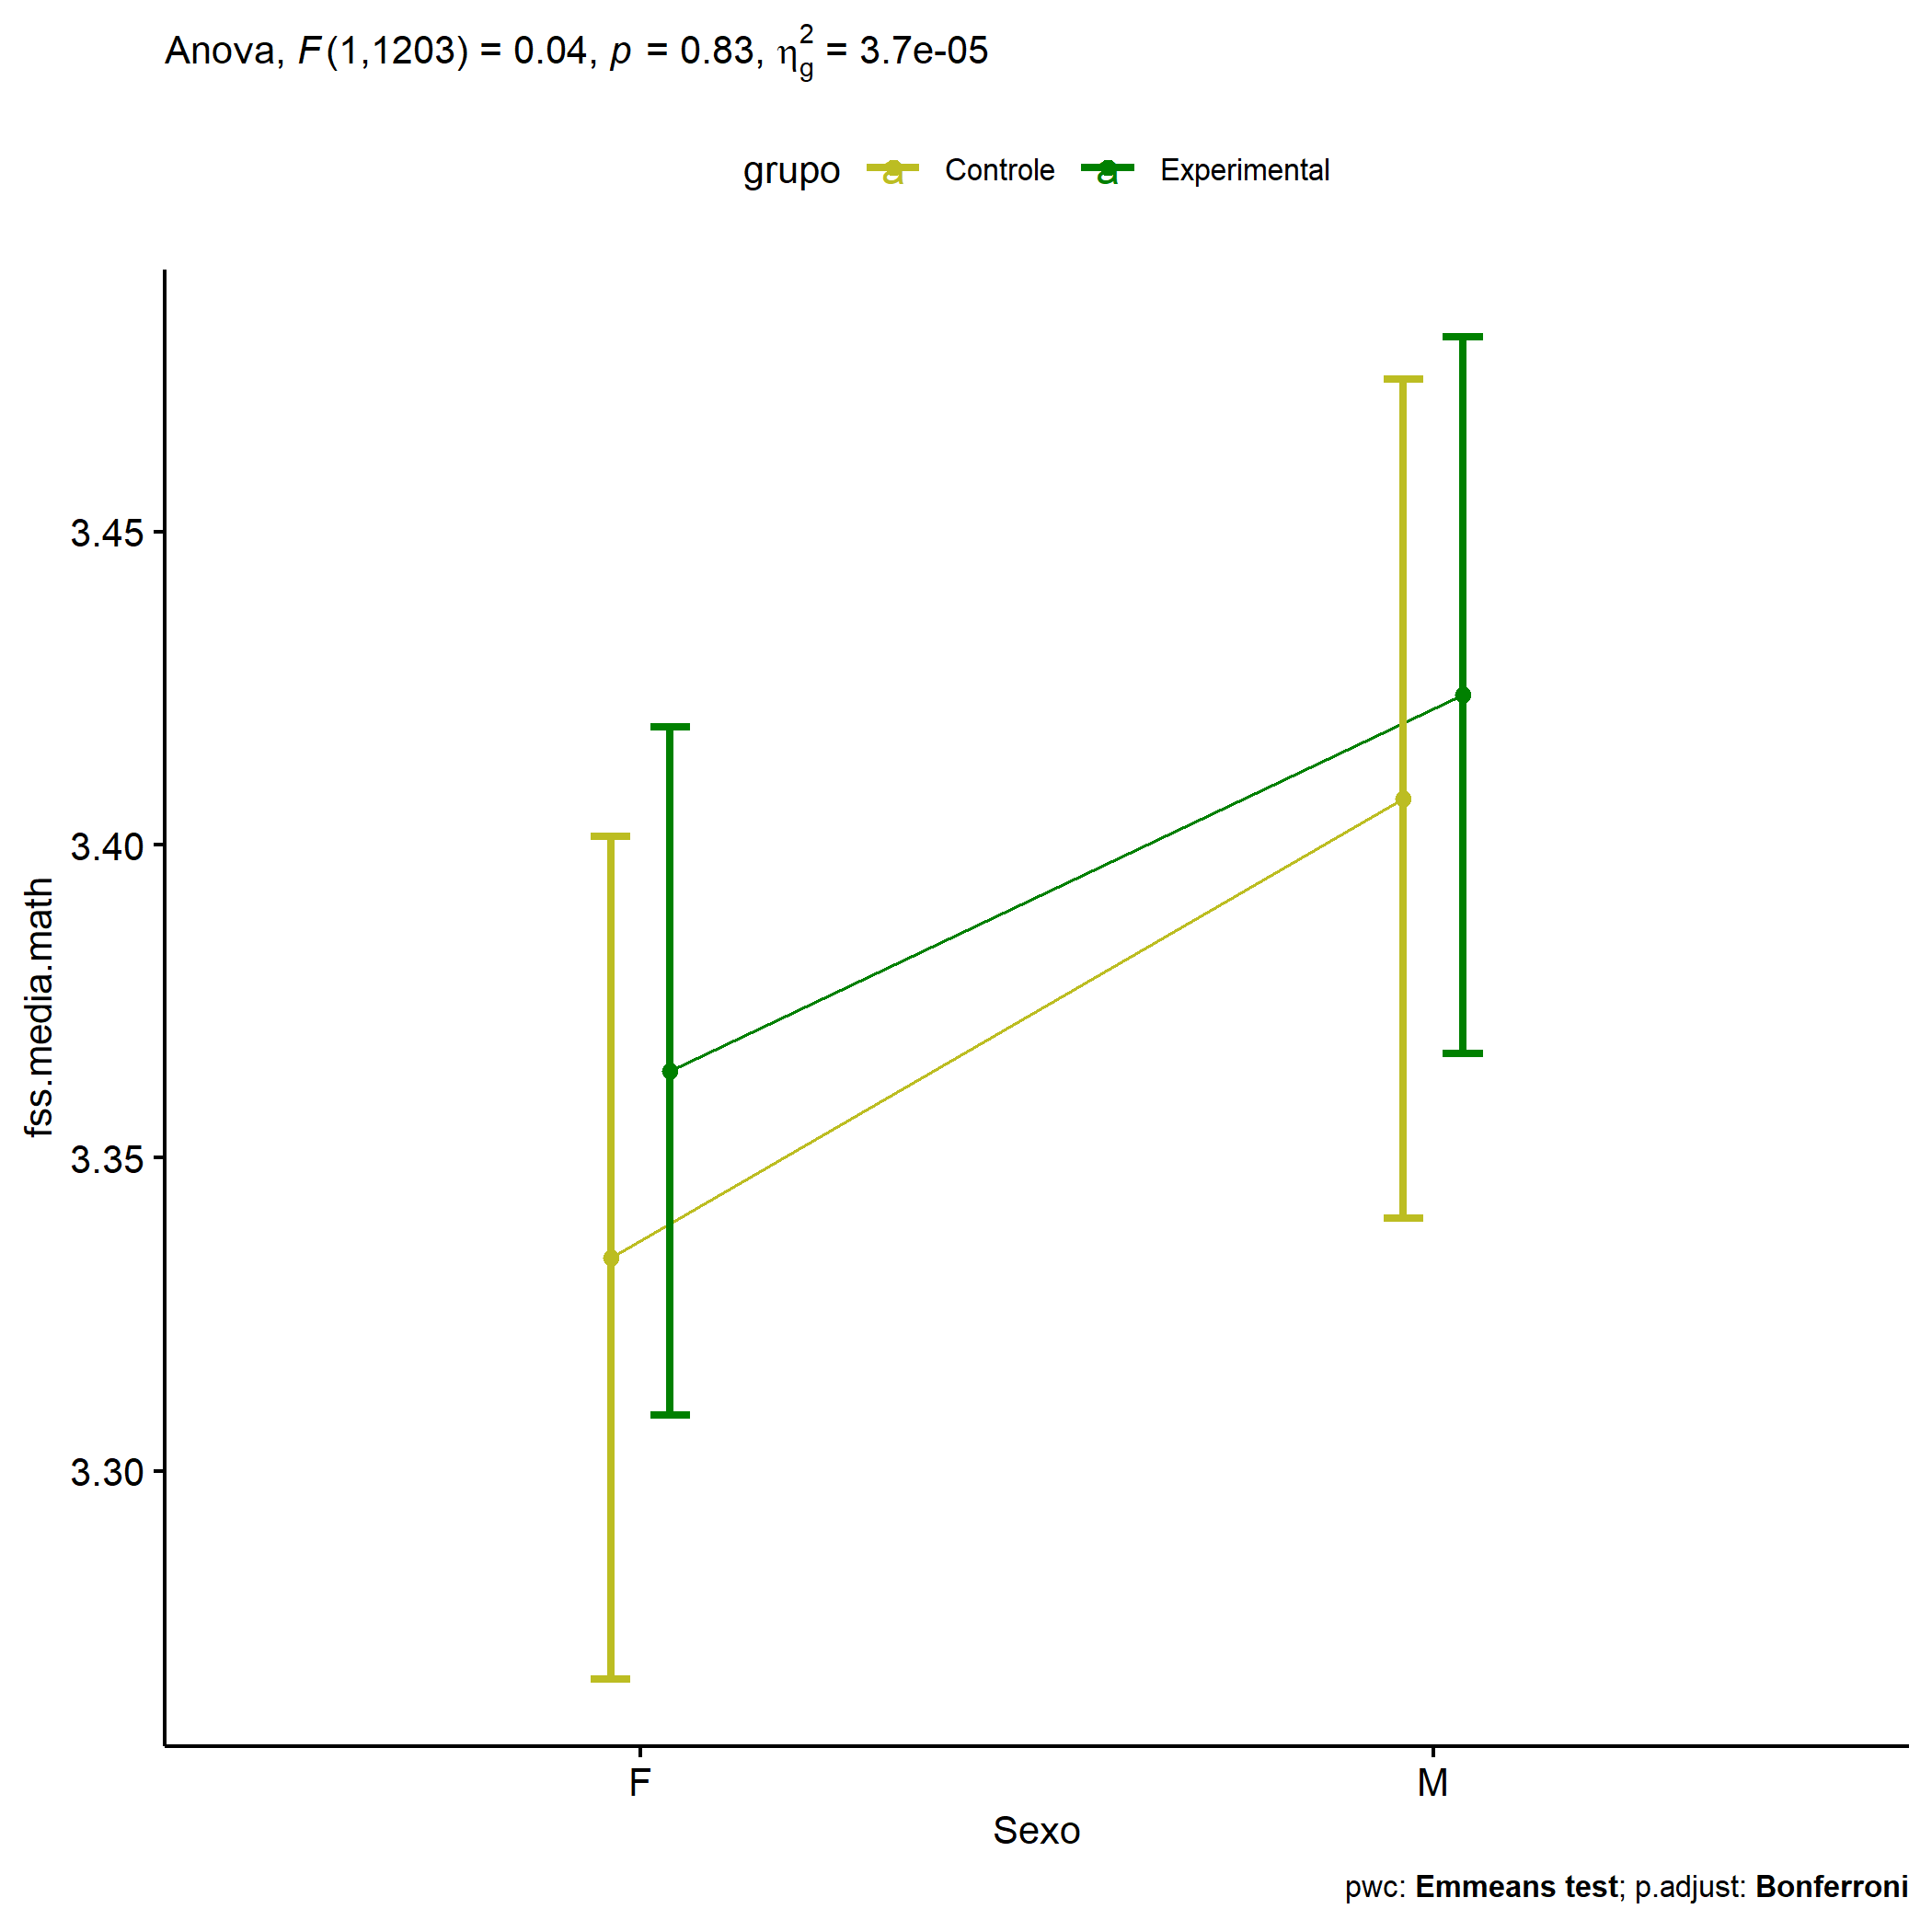 Anova, F(1,1203) = 0.04, p = 0.83, η²g = 3.7e-05
grupo a Controle a Experimental
fss.media.math
3.45
3.40
3.35
3.30
F M
Sexo
pwc: Emmeans test; p.adjust: Bonferroni